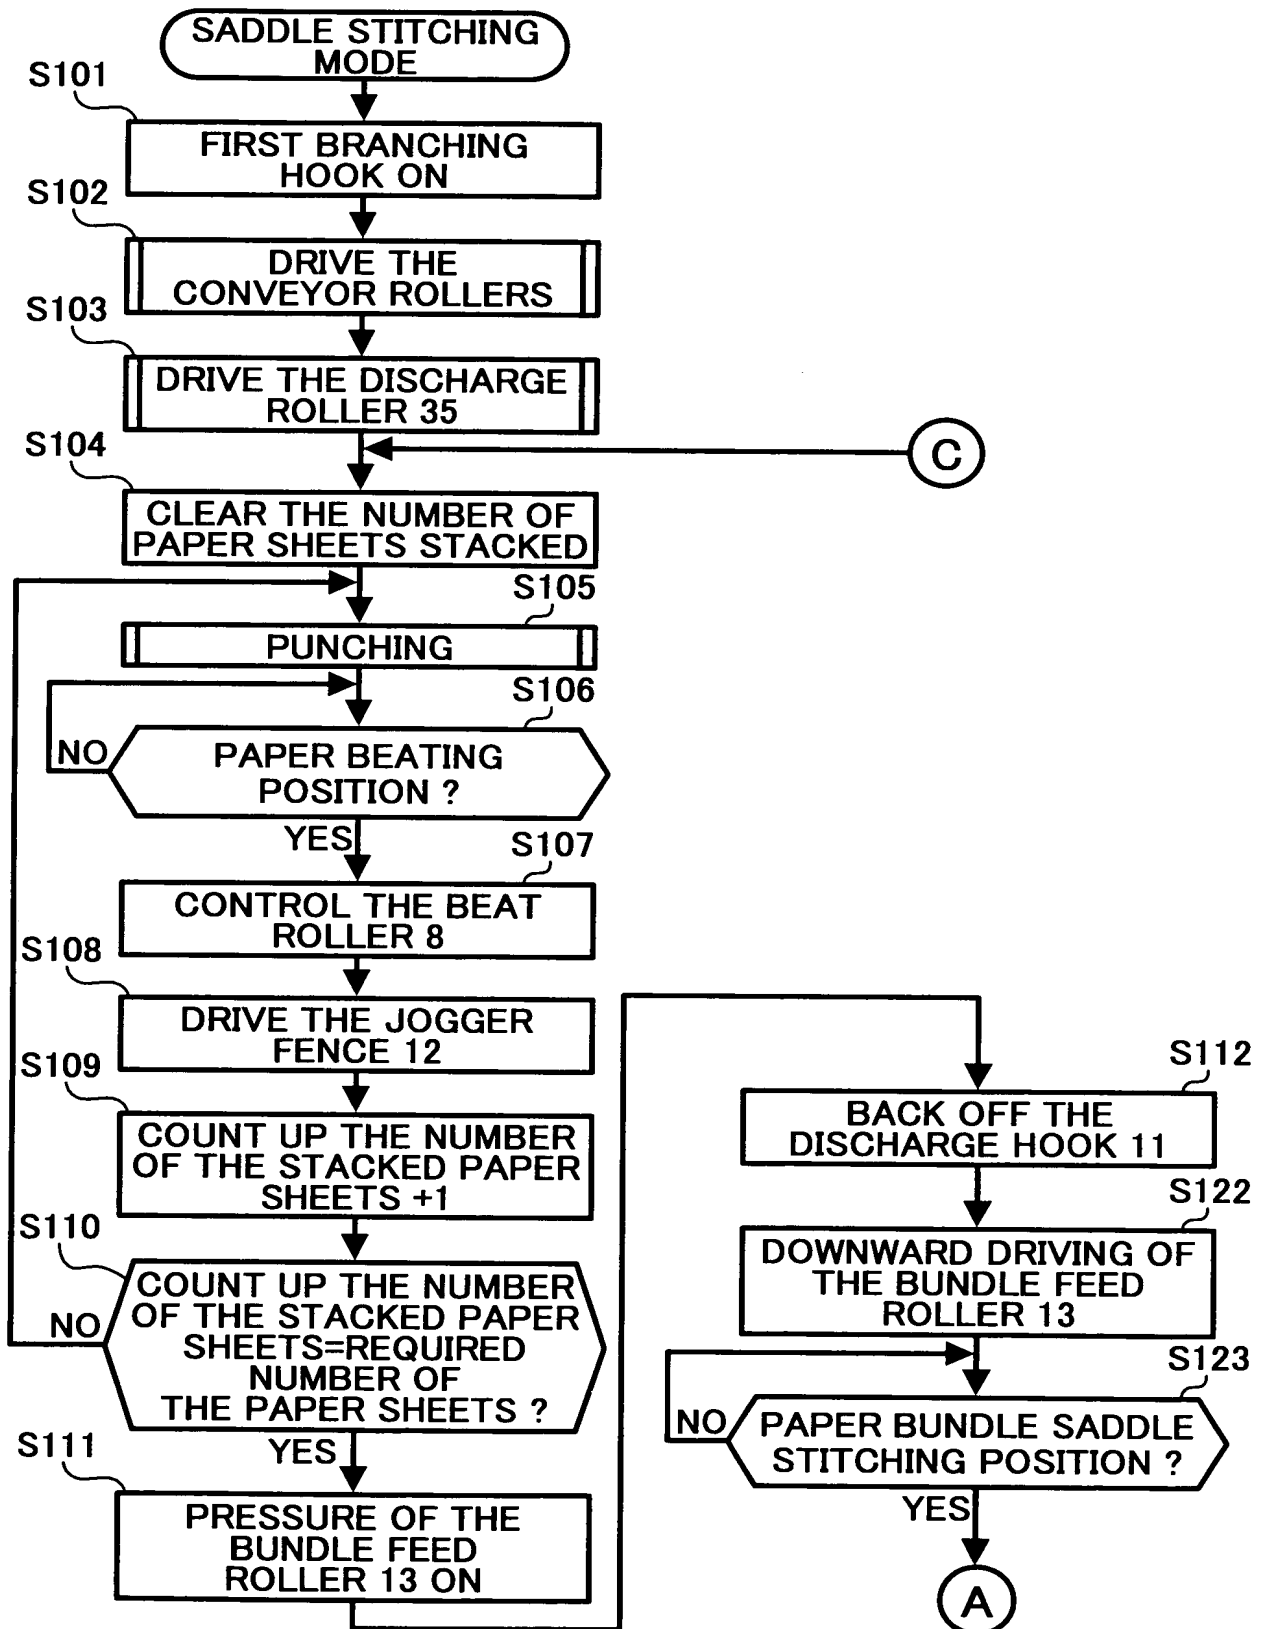 SADDLE STITCHING
MODE
S101
FIRST BRANCHING
HOOK ON
S102
DRIVE THE
CONVEYOR ROLLERS
S103
DRIVE THE DISCHARGE
ROLLER 35
S104
C
CLEAR THE NUMBER OF
PAPER SHEETS STACKED
S105
PUNCHING
S106
NO
PAPER BEATING
POSITION ?
YES
S107
CONTROL THE BEAT
ROLLER 8
S108
DRIVE THE JOGGER
FENCE 12
S109
COUNT UP THE NUMBER
OF THE STACKED PAPER
SHEETS +1
S110
NO
COUNT UP THE NUMBER
OF THE STACKED PAPER
SHEETS=REQUIRED
NUMBER OF
THE PAPER SHEETS ?
YES
S111
PRESSURE OF THE
BUNDLE FEED
ROLLER 13 ON
S112
BACK OFF THE
DISCHARGE HOOK 11
S122
DOWNWARD DRIVING OF
THE BUNDLE FEED
ROLLER 13
S123
NO
PAPER BUNDLE SADDLE
STITCHING POSITION ?
YES
A